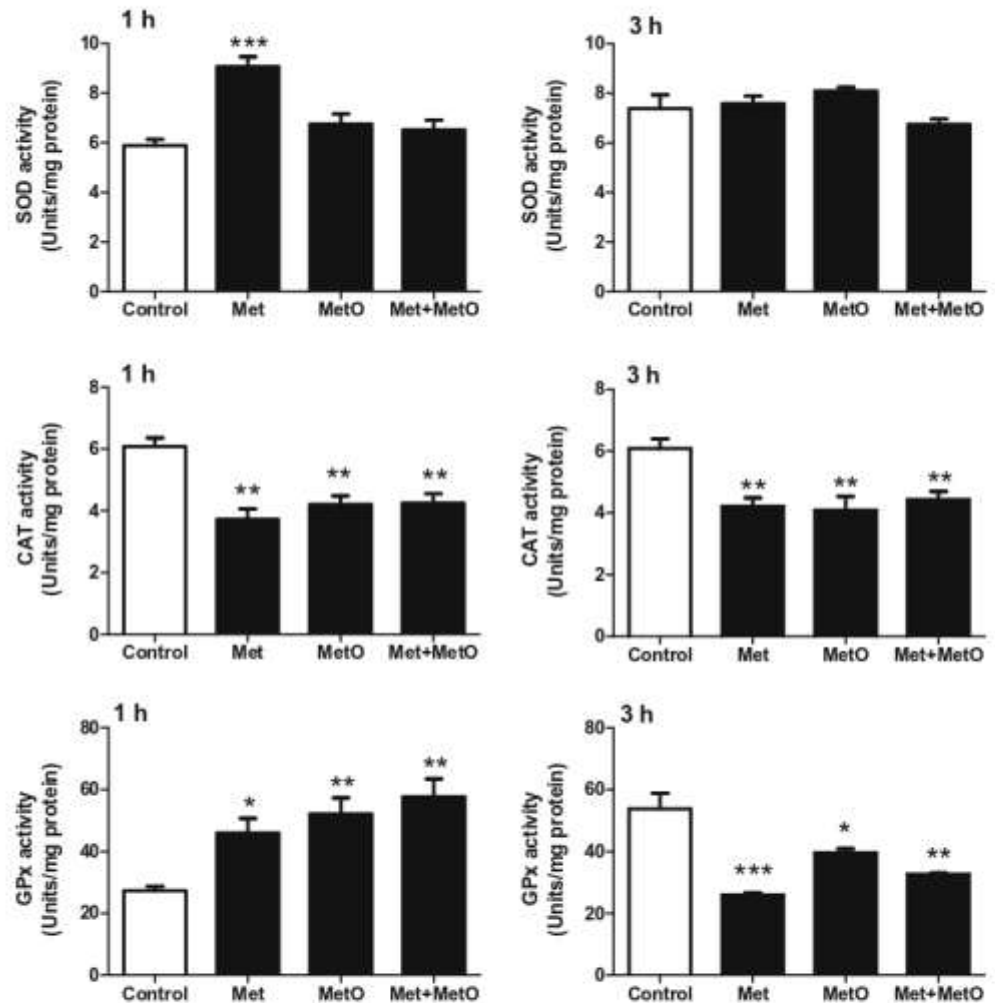 1 h
SOD activity
(Units/mg protein)
10
8
6
4
2
0
***
Control Met MetO Met+MetO
3 h
SOD activity
(Units/mg protein)
10
8
6
4
2
0
Control Met MetO Met+MetO
1 h
CAT activity
(Units/mg protein)
8
6
4
2
0
** ** **
Control Met MetO Met+MetO
3 h
CAT activity
(Units/mg protein)
8
6
4
2
0
** ** **
Control Met MetO Met+MetO
1 h
GPx activity
(Units/mg protein)
80
60
40
20
0
* ** **
Control Met MetO Met+MetO
3 h
GPx activity
(Units/mg protein)
80
60
40
20
0
*** * **
Control Met MetO Met+MetO